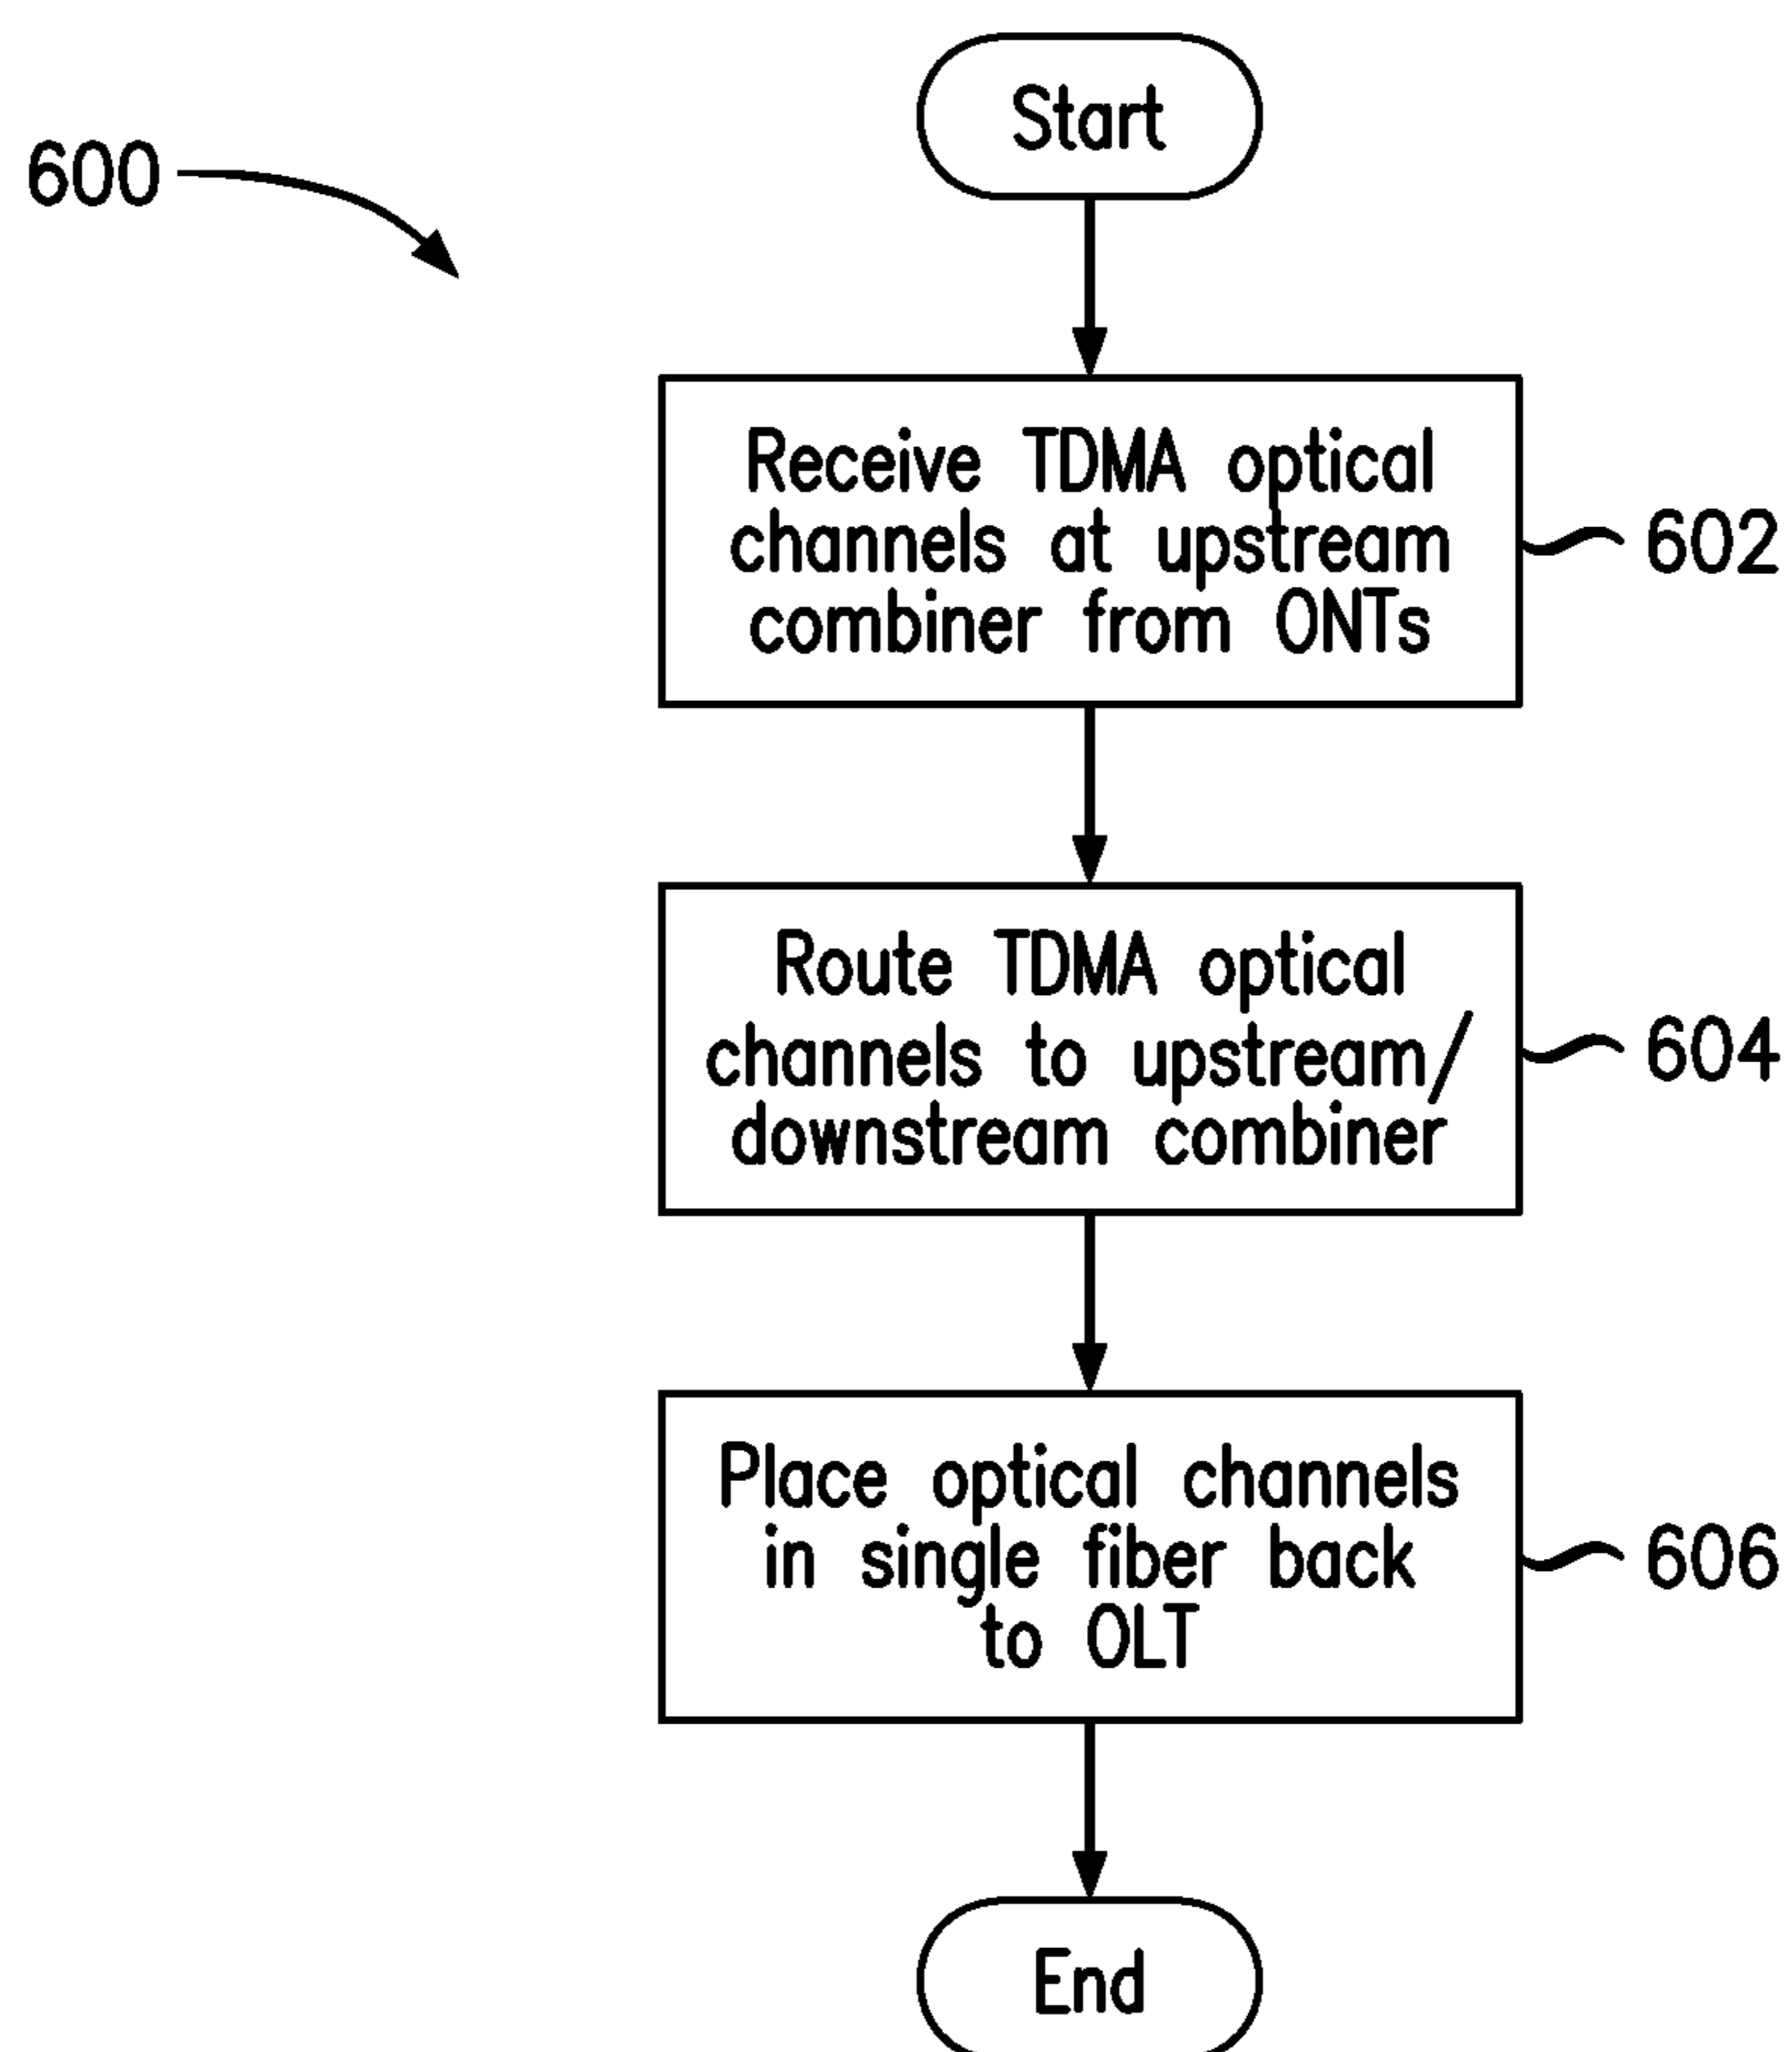 Start
600
Receive TDMA optical
channels at upstream
combiner from ONTs
602
Route TDMA optical
channels to upstream/
downstream combiner
604
Place optical channels
in single fiber back
to OLT
606
End